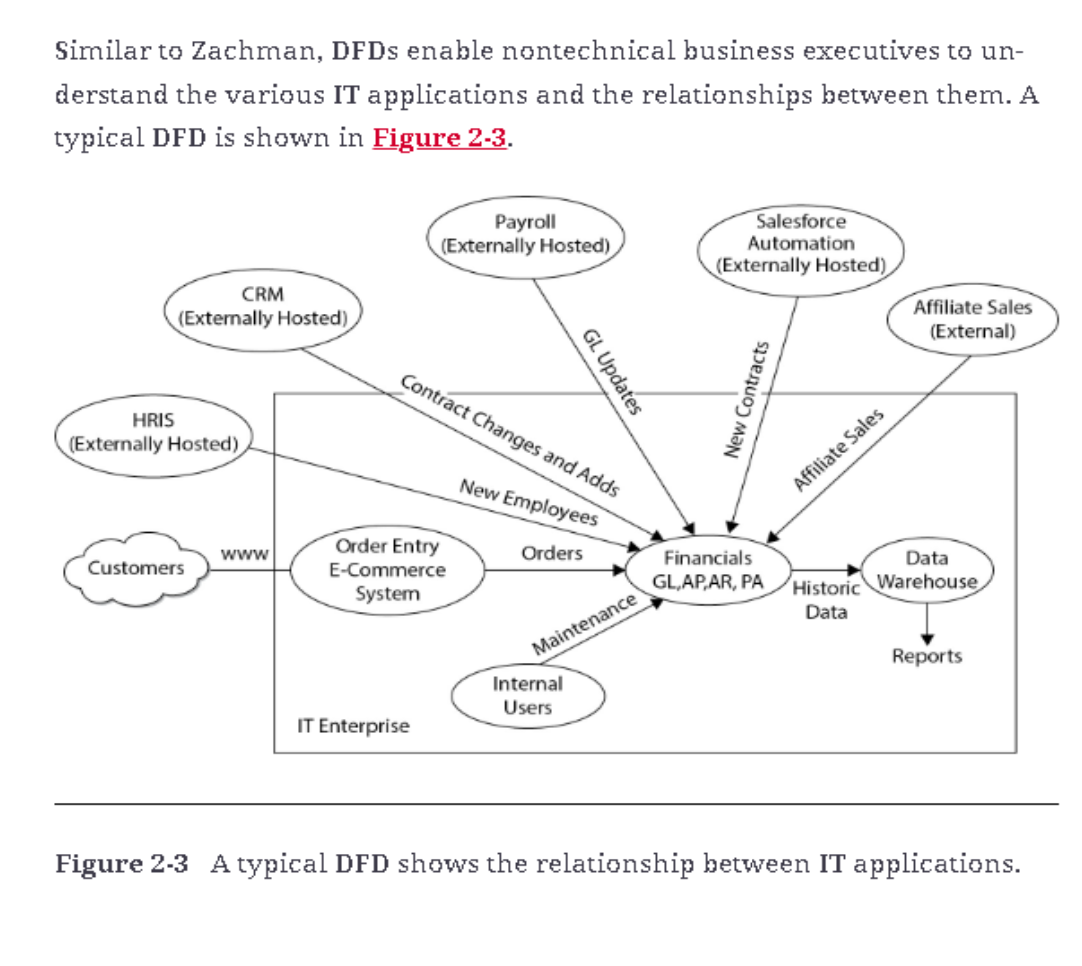 Similar to Zachman, DFDs enable nontechnical business executives to un-
derstand the various IT applications and the relationships between them. A
typical DFD is shown in Figure 2-3.
Payroll
(Externally Hosted)
Salesforce
Automation
(Externally Hosted)
CRM
(Externally Hosted)
Affiliate Sales
(External)
GL Updates
New Contracts
Contract Changes and Adds
Affiliate Sales
HRIS
(Externally Hosted)
New Employees
Customers
www
Order Entry
E-Commerce
System
Orders
Financials
GL,AP,AR, PA
Historic
Data
Data
Warehouse
Maintenance
Reports
Internal
Users
IT Enterprise
Figure 2-3 A typical DFD shows the relationship between IT applications.